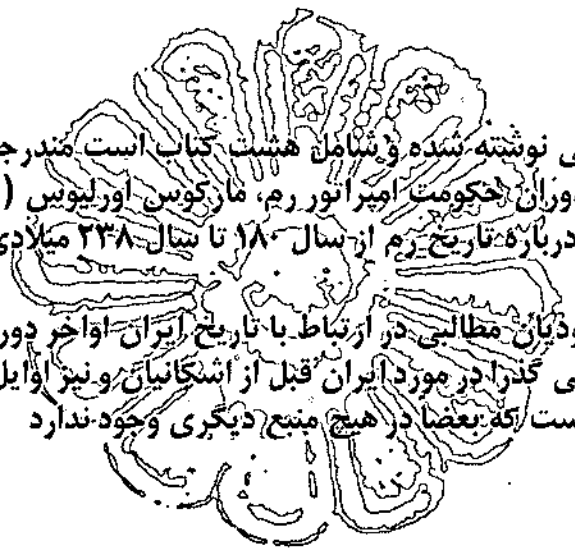 ی نوشته شده و شامل هشت کتاب است مندرج
وران حکومت امپراتور رم، مارکوس اورلیوس (
درباره تاریخ رم از سال ۱۸۰ تا سال ۲۳۸ میلادی
ودیان مطالبی در ارتباط با تاریخ ایران اواخر دور
ی گذرا در مورد ایران قبل از اشکانیان و نیز اوایل
ست که بعضا در هیچ منبع دیگری وجود ندارد